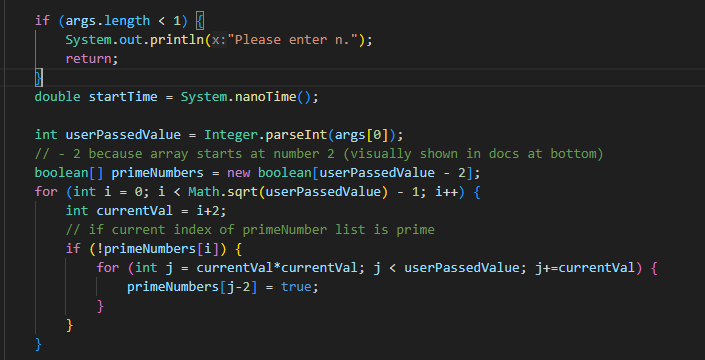 if (args.length < 1) {
System.out.println(x:"Please enter n.");
return;
}
double startTime = System.nanoTime();
int userPassedValue = Integer.parseInt(args[0]);
// - 2 because array starts at number 2 (visually shown in docs at bottom)
boolean[] primeNumbers = new boolean[userPassedValue - 2];
for (int i = 0; i < Math.sqrt(userPassedValue) - 1; i++) {
int currentVal = i+2;
// if current index of primeNumber list is prime
if (!primeNumbers[i]) {
for (int j = currentVal*currentVal; j < userPassedValue; j+=currentVal) {
primeNumbers[j-2] = true;
}
}
}